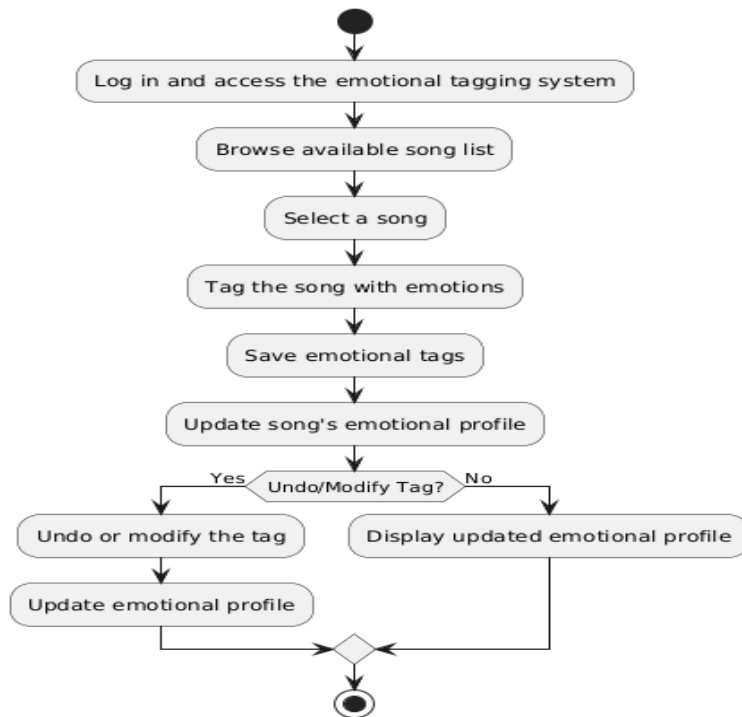 Log in and access the emotional tagging system
Browse available song list
Select a song
Tag the song with emotions
Save emotional tags
Update song's emotional profile
Yes
Undo/Modify Tag?
No
Undo or modify the tag
Display updated emotional profile
Update emotional profile